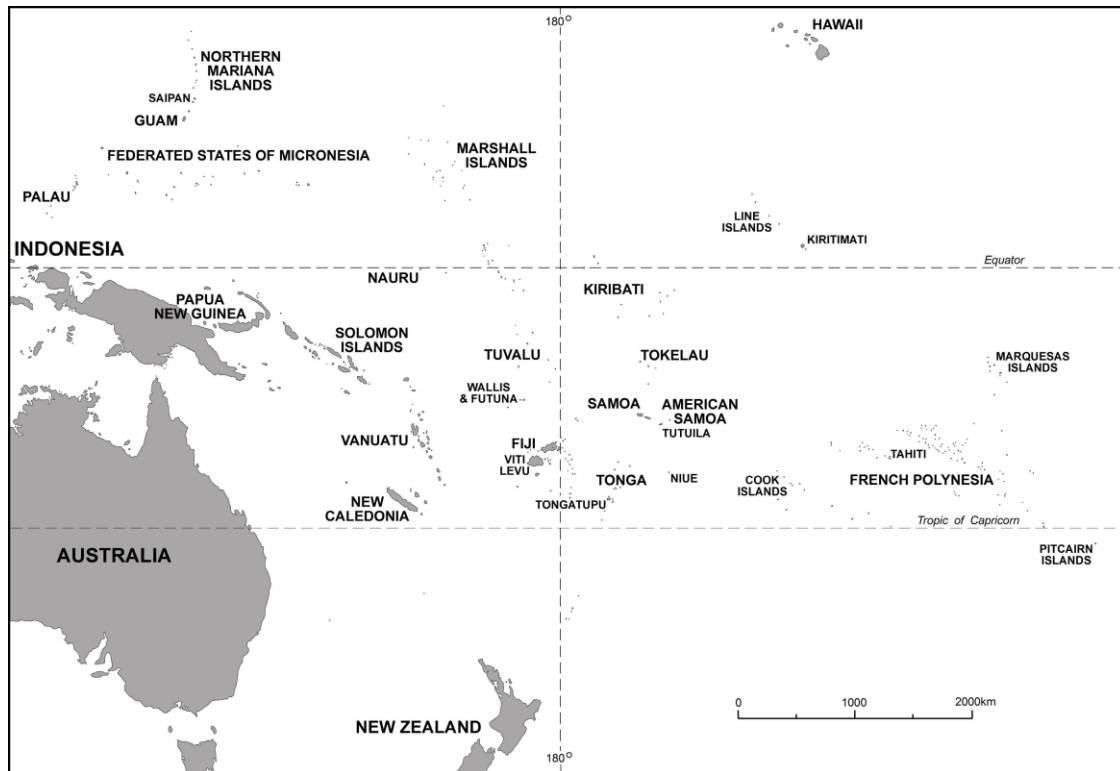 180°
HAWAII
NORTHERN
MARIANA
ISLANDS
SAIPAN
GUAM
FEDERATED STATES OF MICRONESIA
MARSHALL
ISLANDS
PALAU
LINE
ISLANDS
KIRITIMATI
INDONESIA
Equator
NAURU
KIRIBATI
PAPUA
NEW GUINEA
SOLOMON
ISLANDS
TUVALU
TOKELAU
MARQUESAS
ISLANDS
WALLIS
& FUTUNA
SAMOA
AMERICAN
SAMOA
TUTUILA
VANUATU
FIJI
VITI
LEVU
TAHITI
TONGA
NIUE
COOK
ISLANDS
FRENCH POLYNESIA
NEW
CALEDONIA
TONGATUPU
Tropic of Capricorn
AUSTRALIA
PITCAIRN
ISLANDS
0 1000 2000km
NEW ZEALAND
180°